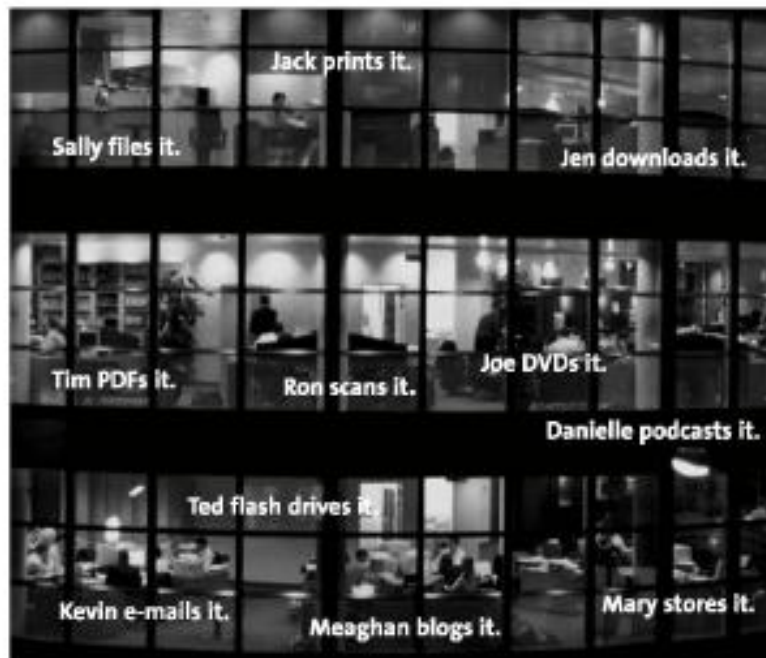 Jack prints it.
Sally files it.
Jen downloads it.
Tim PDFs it.
Ron scans it.
Joe DVDs it.
Danielle podcasts it.
Ted flash drives it.
Kevin e-mails it.
Meaghan blogs it.
Mary stores it.